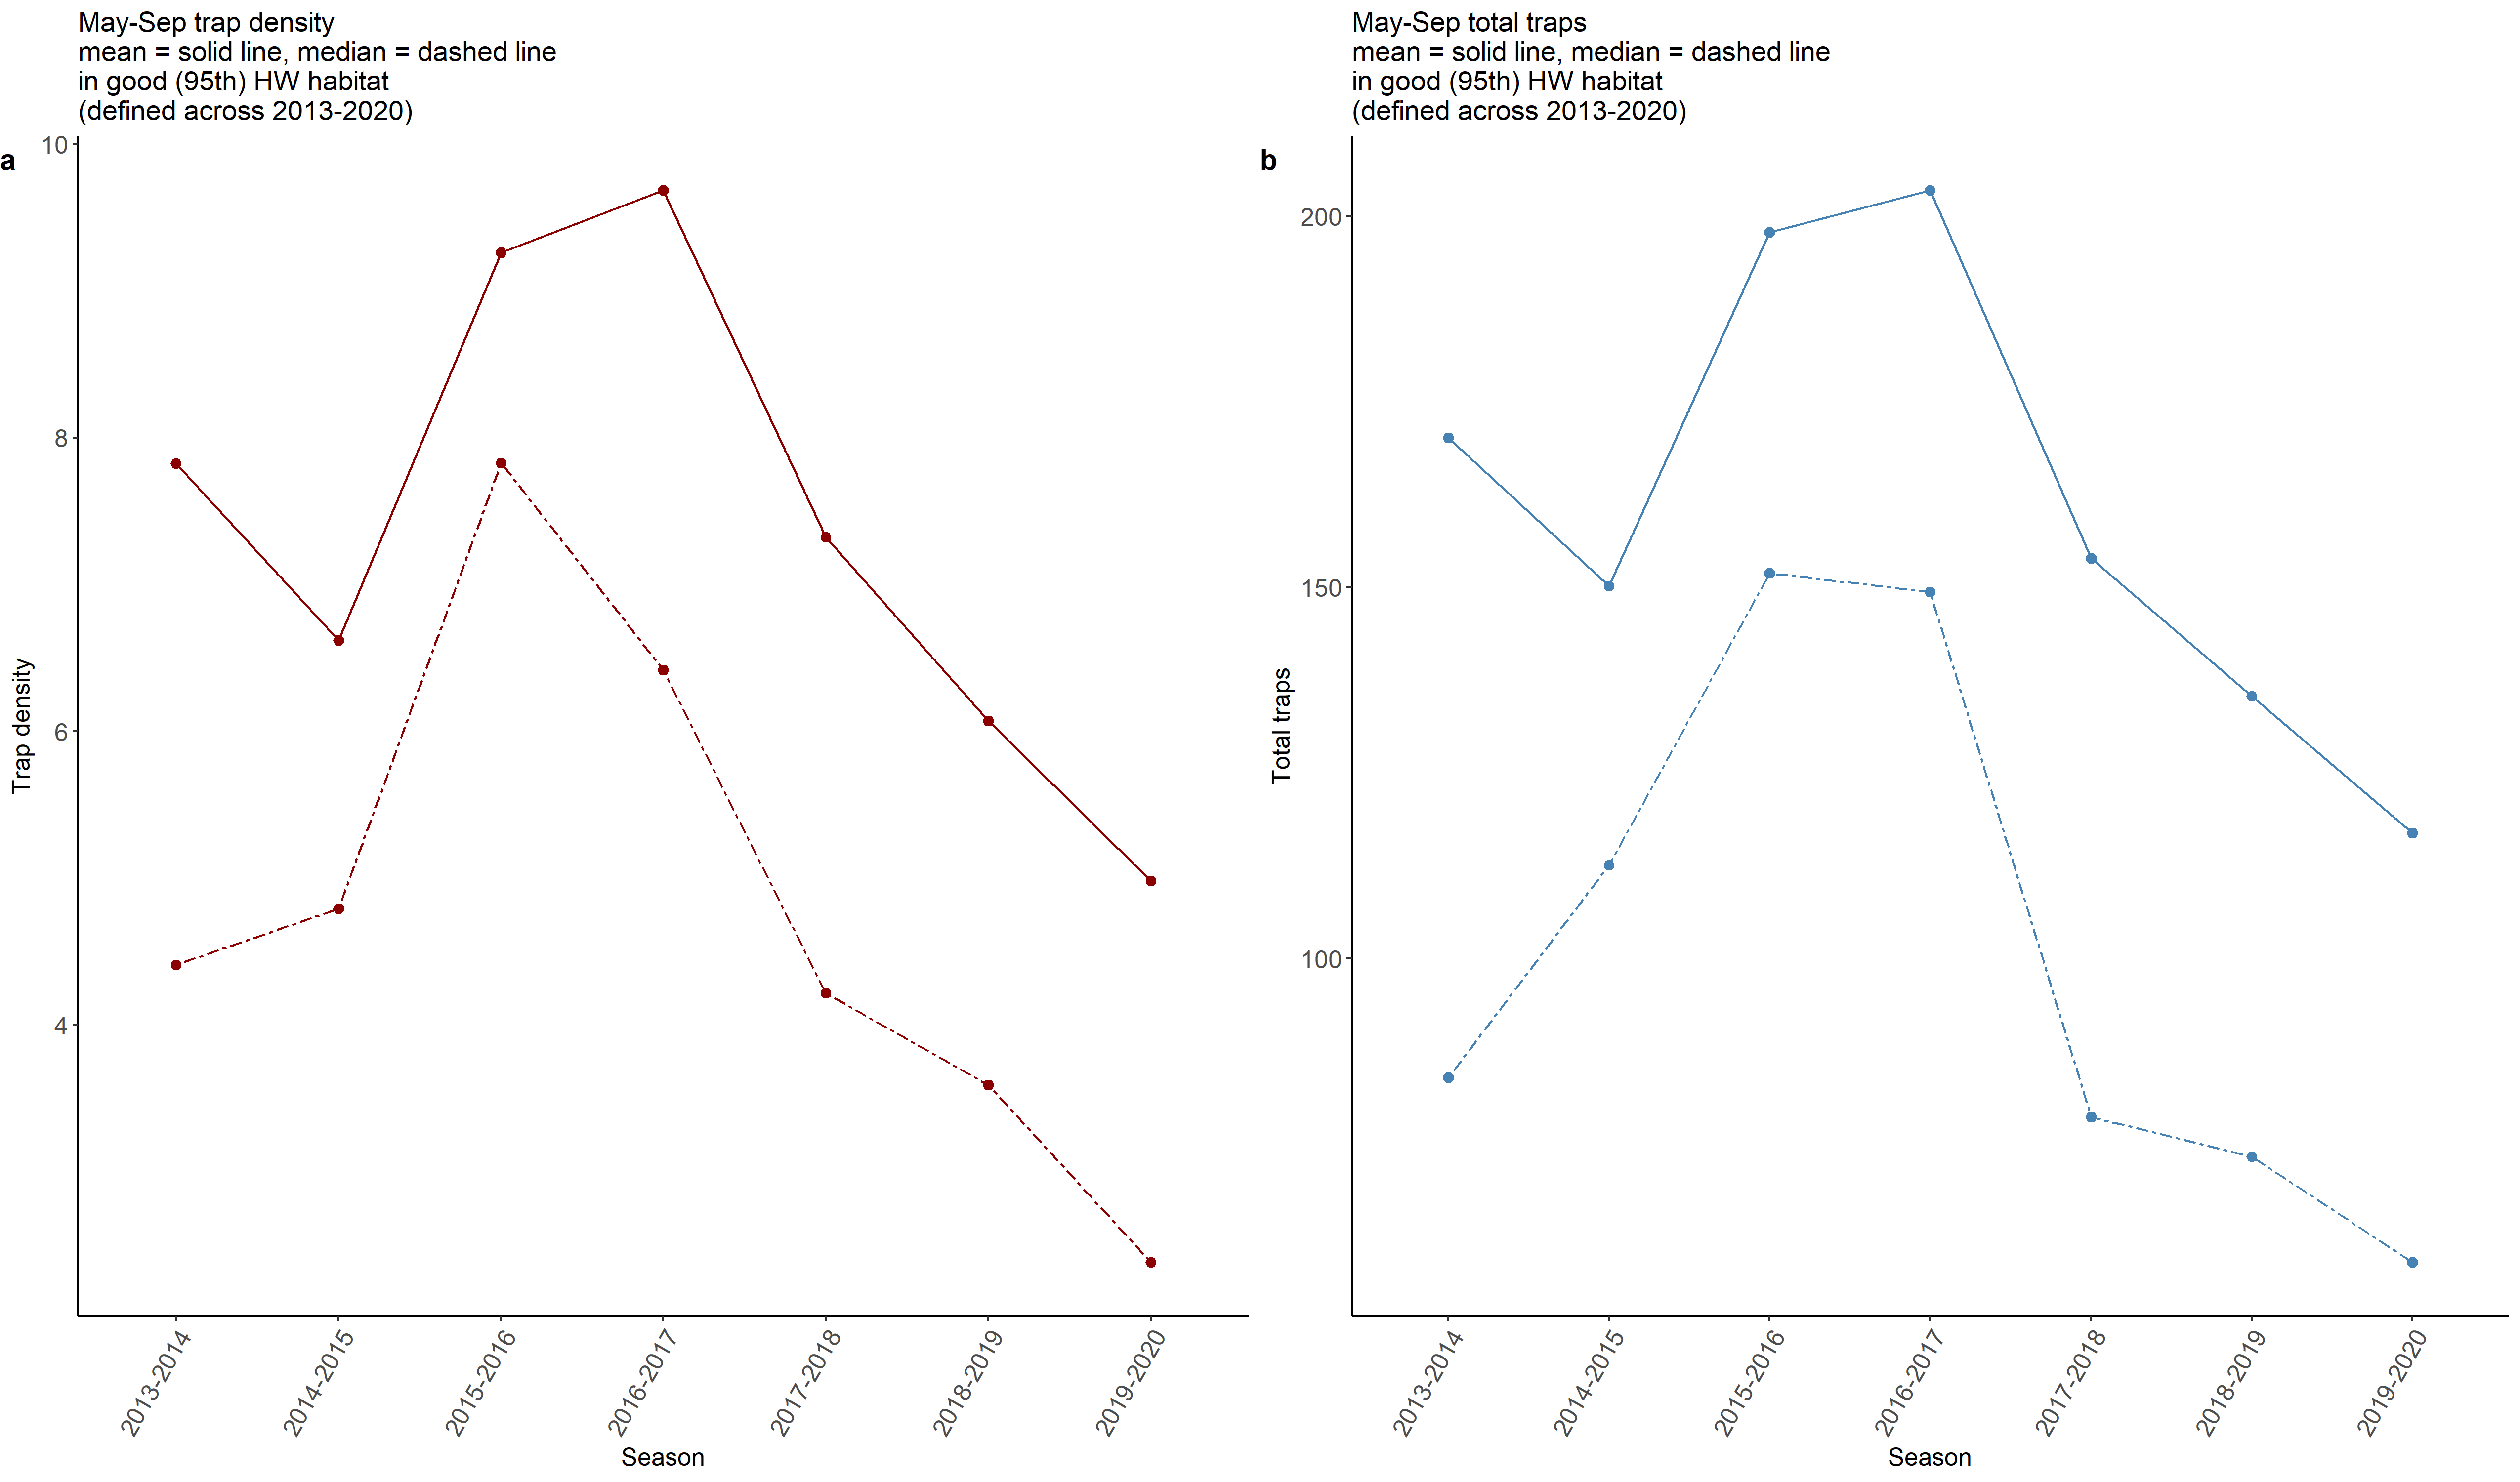 May-Sep trap density
mean = solid line, median = dashed line
in good (95th) HW habitat
(defined across 2013-2020)
a
10
8
6
4
Trap density
2013-2014
2014-2015
2015-2016
2016-2017
2017-2018
2018-2019
2019-2020
Season
May-Sep total traps
mean = solid line, median = dashed line
in good (95th) HW habitat
(defined across 2013-2020)
b
200
150
100
Total traps
2013-2014
2014-2015
2015-2016
2016-2017
2017-2018
2018-2019
2019-2020
Season